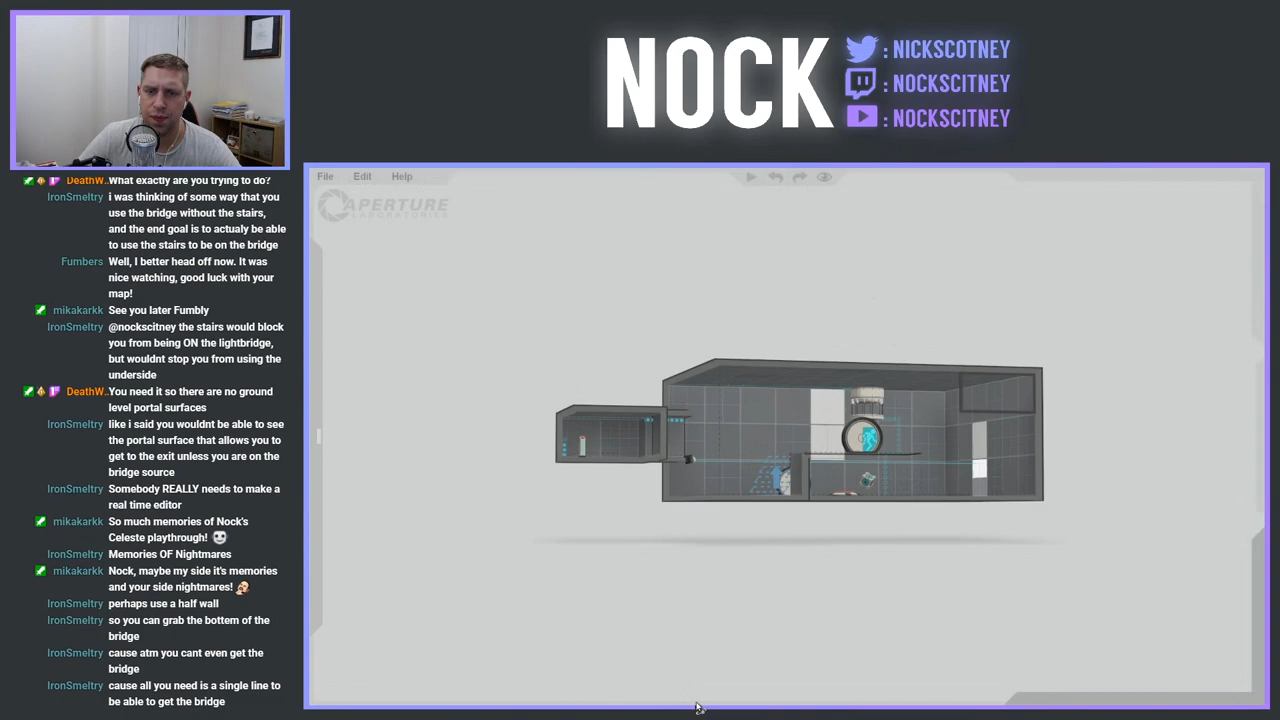 NOCK
: NICKSCOTNEY
: NOCKSCITNEY
: NOCKSCITNEY
File Edit Help
APERTURE
LABORATORIES
DeathW.. What exactly are you trying to do?
IronSmeltry i was thinking of some way that you
use the bridge without the stairs,
and the end goal is to actualy be able
to use the stairs to be on the bridge
Fumbers Well, I better head off now. It was
nice watching, good luck with your
map!
mikakarkk See you later Fumbly
IronSmeltry @nockscitney the stairs would block
you from being ON the lightbridge,
but wouldnt stop you from using the
underside
DeathW.. You need it so there are no ground
level portal surfaces
IronSmeltry like i said you wouldnt be able to
see the portal surface that allows you to
get to the exit unless you are on the
bridge source
IronSmeltry Somebody REALLY needs to make a
real time editor
mikakarkk So much memories of Nock's
Celeste playthrough!
IronSmeltry Memories OF Nightmares
mikakarkk Nock, maybe my side it's memories
and your side nightmares!
IronSmeltry perhaps use a half wall
IronSmeltry so you can grab the bottem of the
bridge
IronSmeltry cause atm you cant even get the
bridge
IronSmeltry cause all you need is a single line to
be able to get the bridge